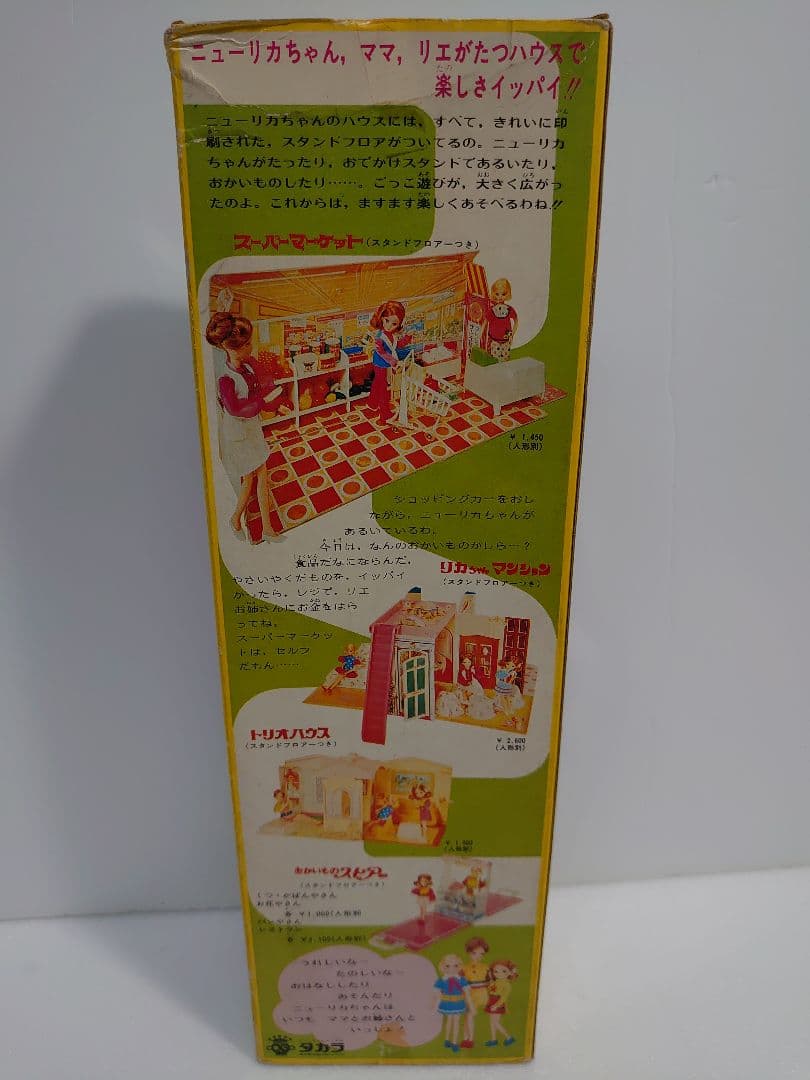 ニューリカちゃん，ママ，リエがたつハウスで
楽しさイッパイ!!
ニューリカちゃんのハウスには，すべて，きれいに印
刷された，スタンドフロアがついてるの。ニューリカ
ちゃんがたったり，おでかけスタンドであるいたり，
おかいものしたり……。ごっこ遊びが，大きく広がっ
たのよ。これからは，ますます楽しくあそべるわね!!
スーパーマーケット(スタンドフロアーつき)
¥ 1,450
(人形別)
ショッピングカーをおし
ながら，ニューリカちゃんが
あるいているわ。
今日は，なんのおかいものかしら…？
食品だなにならんだ，
やさいやくだものを，イッパイ
かったら，レジで，リエ
お姉さんにお金をはら
ってね。
スーパーマーケッ
トは，セルフ
だもん……
リカちゃんマンション
(スタンドフロアーつき)
¥ 2,600
(人形別)
トリオハウス
(スタンドフロアーつき)
(人形別)
おかいものストアー
(スタンドフロアーつき)
くつ・かばんやさん
お花やさん
各 ¥1,000(人形別
パンやさん
レストラン
各 ¥1,100(人形別)
うれしいな…
たのしいな…
おはなししたり
あそんだり
ニューリカちゃんは
いつも ママとお姉さんと
いっしょ！
タカラ